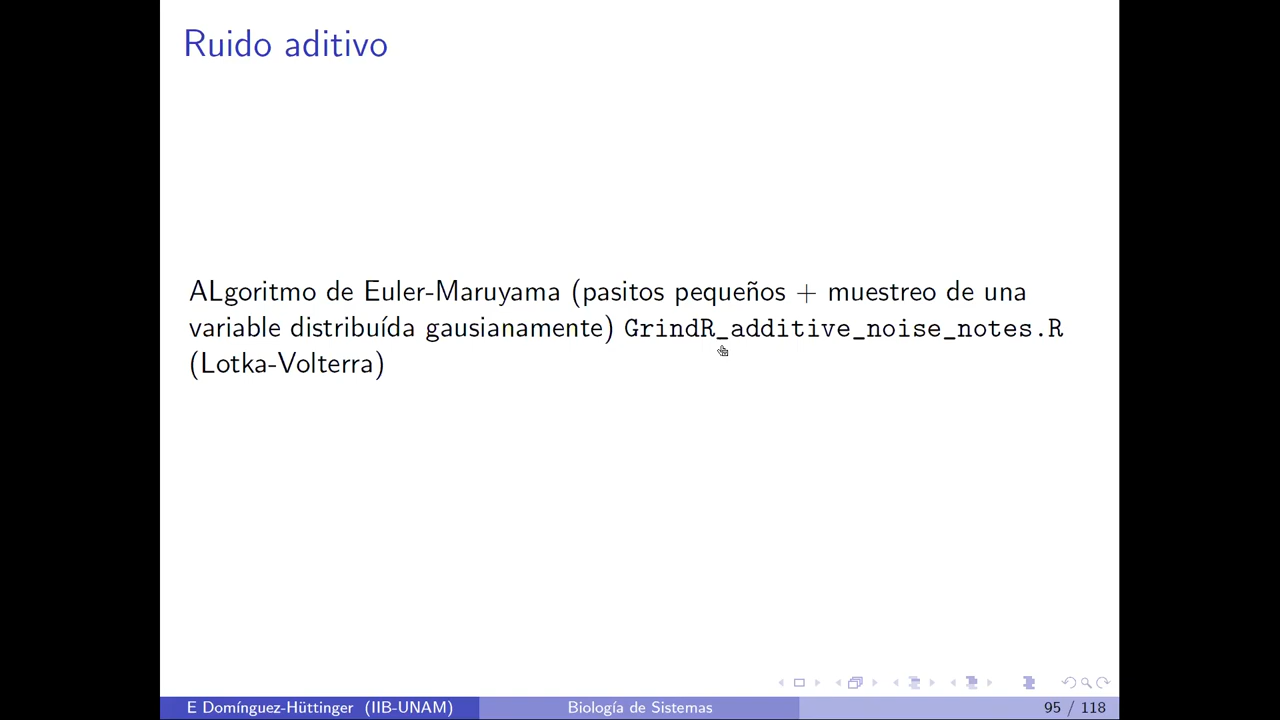 Ruido aditivo
ALgoritmo de Euler-Maruyama (pasitos pequeños + muestreo de una
variable distribuída gausianamente) GrindR_additive_noise_notes.R
(Lotka-Volterra)
E Domínguez-Hüttinger (IIB-UNAM) Biología de Sistemas 95 / 118